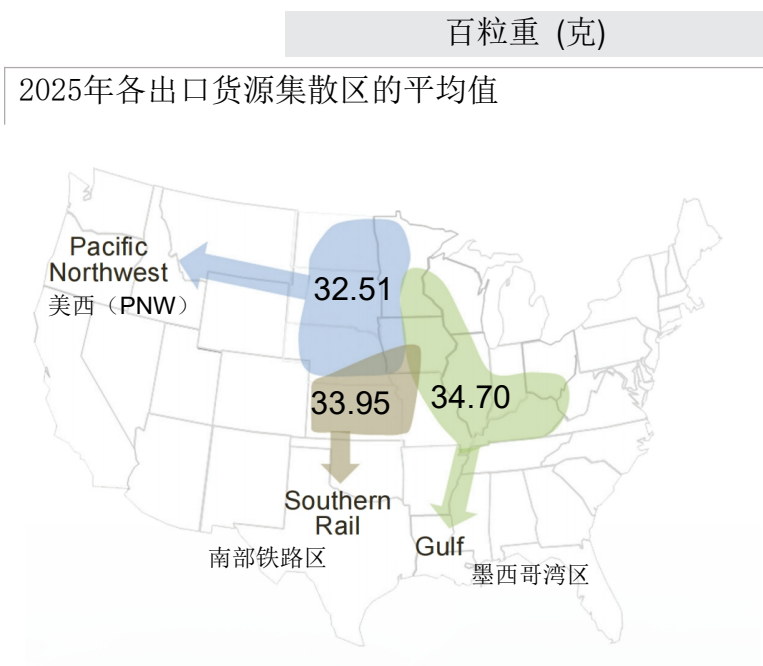 百粒重 (克)
2025年各出口货源集散区的平均值
Pacific
Northwest
美西（PNW）
32.51
33.95
34.70
Southern
Rail
南部铁路区
Gulf
墨西哥湾区